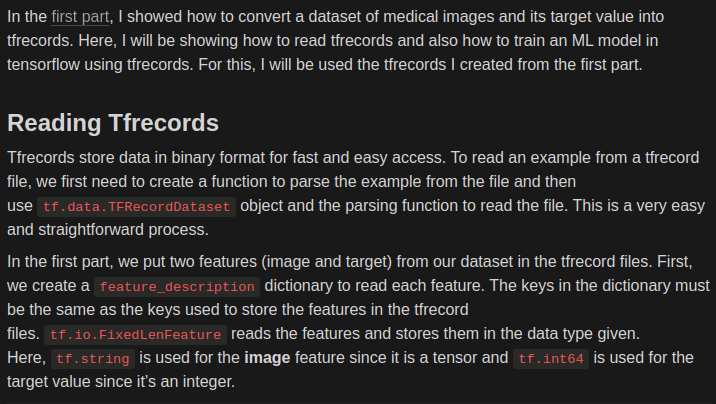 In the first part, I showed how to convert a dataset of medical images and its target value into
tfrecords. Here, I will be showing how to read tfrecords and also how to train an ML model in
tensorflow using tfrecords. For this, I will be used the tfrecords I created from the first part.
Reading Tfrecords
Tfrecords store data in binary format for fast and easy access. To read an example from a tfrecord
file, we first need to create a function to parse the example from the file and then
use tf.data.TFRecordDataset object and the parsing function to read the file. This is a very easy
and straightforward process.
In the first part, we put two features (image and target) from our dataset in the tfrecord files. First,
we create a feature_description dictionary to read each feature. The keys in the dictionary must
be the same as the keys used to store the features in the tfrecord
files. tf.io.FixedLenFeature reads the features and stores them in the data type given.
Here, tf.string is used for the image feature since it is a tensor and tf.int64 is used for the
target value since it's an integer.